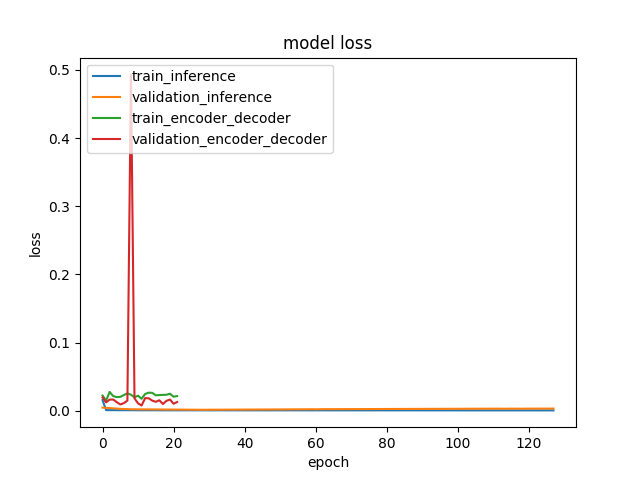 model loss
train_inference
validation_inference
train_encoder_decoder
validation_encoder_decoder
0.5
0.4
0.3
0.2
0.1
0.0
loss
0 20 40 60 80 100 120
epoch